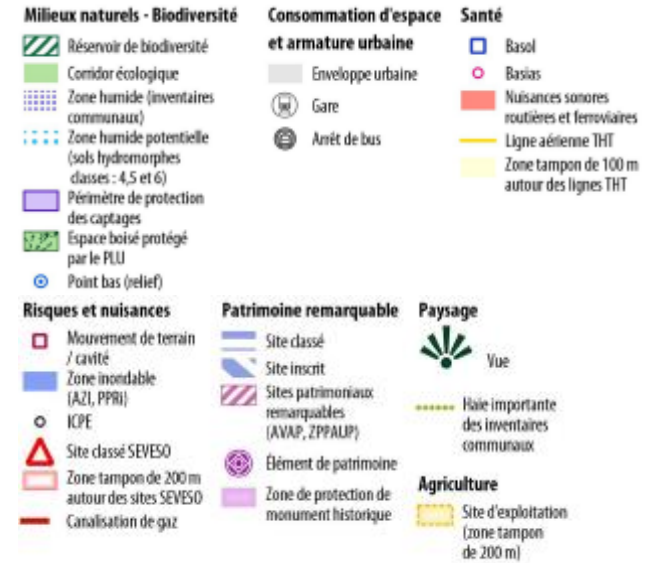 Milieux naturels - Biodiversité
Réservoir de biodiversité
Corridor écologique
Zone humide (inventaires
communaux)
Zone humide potentielle
(sols hydromorphes
classes : 4,5 et 6)
Périmètre de protection
des captages
Espace boisé protégé
par le PLU
Point bas (relief)
Consommation d'espace
et armature urbaine
Enveloppe urbaine
Gare
Arrêt de bus
Santé
Basol
Basias
Nuisances sonores
routières et ferroviaires
Ligne aérienne THT
Zone tampon de 100 m
autour des lignes THT
Risques et nuisances
Mouvement de terrain
/ cavité
Zone inondable
(AZI, PPRi)
ICPE
Site classé SEVESO
Zone tampon de 200 m
autour des sites SEVESO
Canalisation de gaz
Patrimoine remarquable
Site classé
Site inscrit
Sites patrimoniaux
remarquables
(AVAP, ZPPAUP)
Élément de patrimoine
Zone de protection de
monument historique
Paysage
Vue
Haie importante
des inventaires
communaux
Agriculture
Site d'exploitation
(zone tampon
de 200 m)